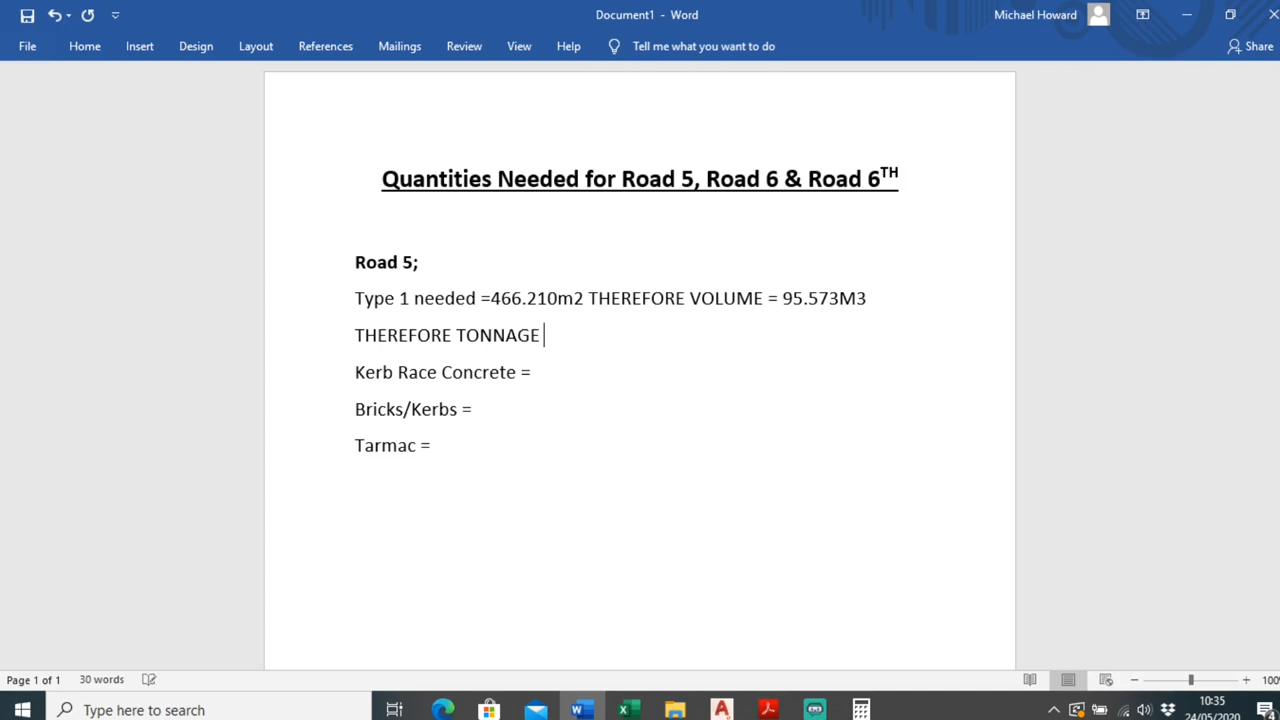 Document1 - Word
Michael Howard
File Home Insert Design Layout References Mailings Review View Help Tell me what you want to do Share
Quantities Needed for Road 5, Road 6 & Road 6TH
Road 5;
Type 1 needed =466.210m2 THEREFORE VOLUME = 95.573M3
THEREFORE TONNAGE
Kerb Race Concrete =
Bricks/Kerbs =
Tarmac =
Page 1 of 1 30 words 100
Type here to search
10:35
24/05/2020